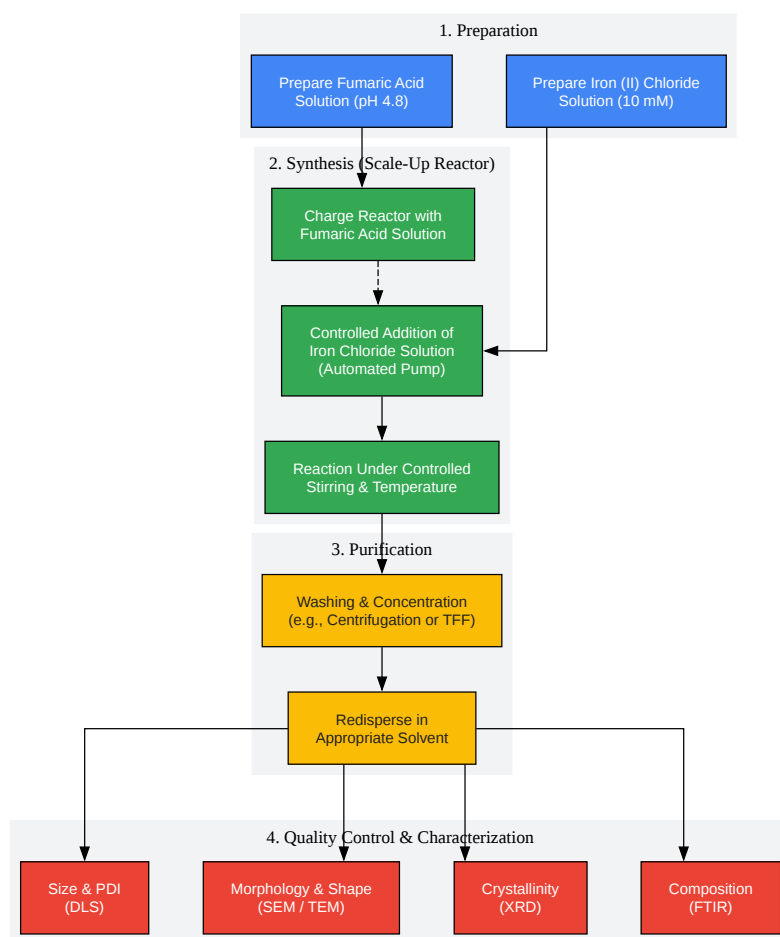 1. Preparation
Prepare Fumaric Acid
Solution (pH 4.8)
Prepare Iron (II) Chloride
Solution (10 mM)
2. Synthesis (Scale-Up Reactor)
Charge Reactor with
Fumaric Acid Solution
Controlled Addition of
Iron Chloride Solution
(Automated Pump)
Reaction Under Controlled
Stirring & Temperature
3. Purification
Washing & Concentration
(e.g., Centrifugation or TFF)
Redisperse in
Appropriate Solvent
4. Quality Control & Characterization
Size & PDI
(DLS)
Morphology & Shape
(SEM / TEM)
Crystallinity
(XRD)
Composition
(FTIR)